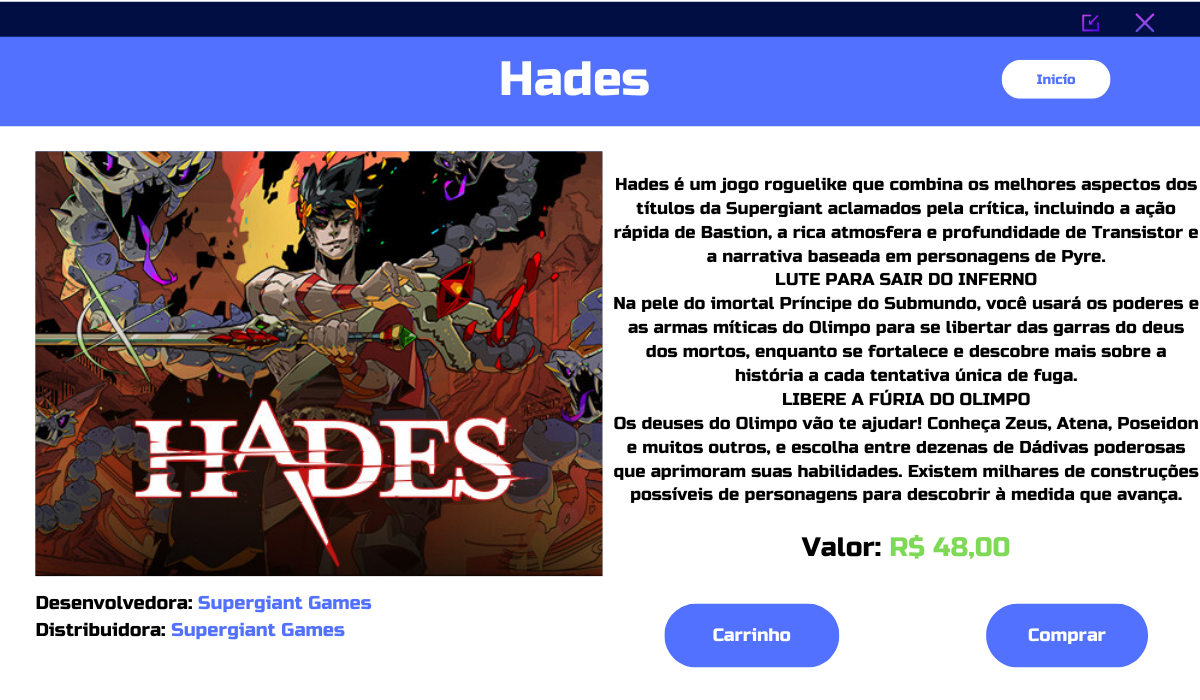 Hades
Inicío
Hades é um jogo roguelike que combina os melhores aspectos dos
títulos da Supergiant aclamados pela crítica, incluindo a ação
rápida de Bastion, a rica atmosfera e profundidade de Transistor e
a narrativa baseada em personagens de Pyre.
LUTE PARA SAIR DO INFERNO
Na pele do imortal Príncipe do Submundo, você usará os poderes e
as armas míticas do Olimpo para se libertar das garras do deus
dos mortos, enquanto se fortalece e descobre mais sobre a
história a cada tentativa única de fuga.
LIBERE A FÚRIA DO OLIMPO
Os deuses do Olimpo vão te ajudar! Conheça Zeus, Atena, Poseidon
e muitos outros, e escolha entre dezenas de Dádivas poderosas
que aprimoram suas habilidades. Existem milhares de construções
possíveis de personagens para descobrir à medida que avança.
HADES
Valor: R$ 48,00
Desenvolvedora: Supergiant Games
Distribuidora: Supergiant Games
Carrinho
Comprar